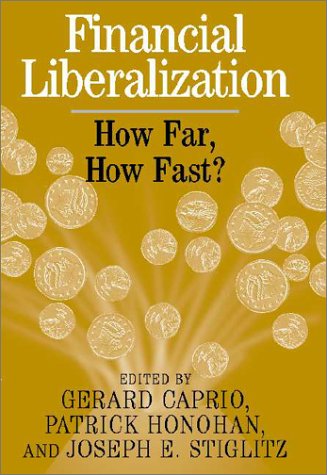 Financial
Liberalization
How Far,
How Fast?
EDITED BY
GERARD CAPRIO,
PATRICK HONOHAN,
AND JOSEPH E. STIGLITZ